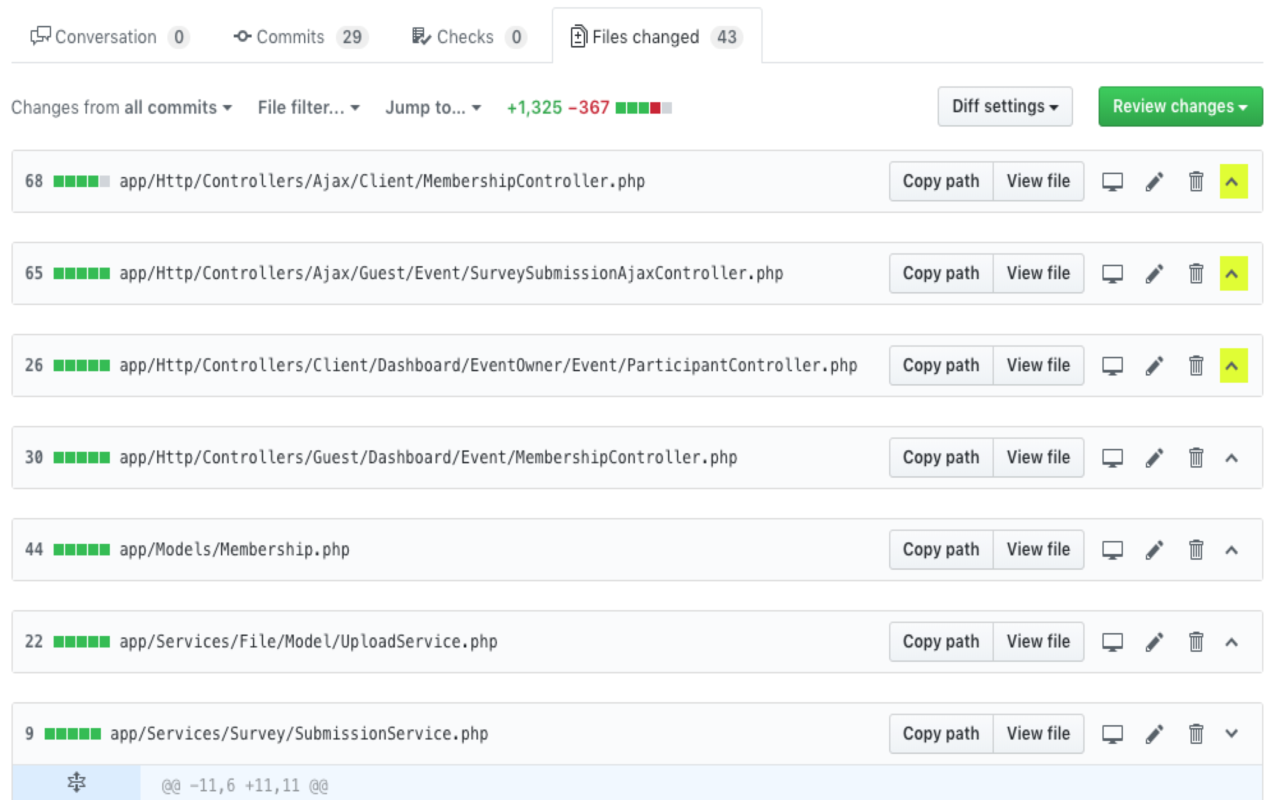 Conversation 0 Commits 29 Checks 0 Files changed 43
Changes from all commits File filter... Jump to... +1,325 −367 Diff settings Review changes
68 app/Http/Controllers/Ajax/Client/MembershipController.php Copy path View file
65 app/Http/Controllers/Ajax/Guest/Event/SurveySubmissionAjaxController.php Copy path View file
26 app/Http/Controllers/Client/Dashboard/EventOwner/Event/ParticipantController.php Copy path View file
30 app/Http/Controllers/Guest/Dashboard/Event/MembershipController.php Copy path View file
44 app/Models/Membership.php Copy path View file
22 app/Services/File/Model/UploadService.php Copy path View file
9 app/Services/Survey/SubmissionService.php Copy path View file
@@ −11,6 +11,11 @@